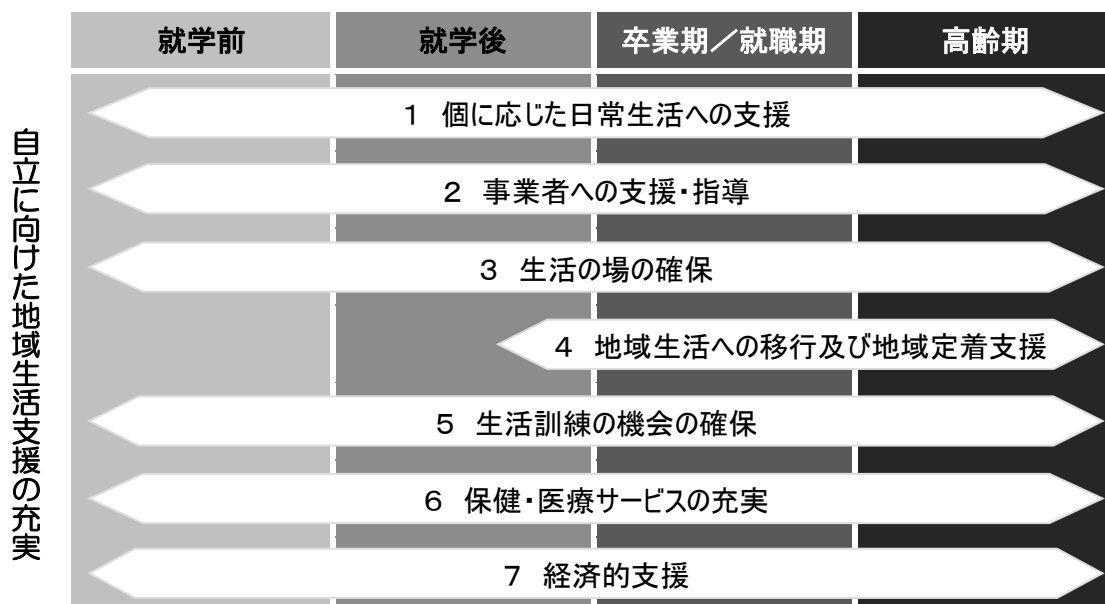 就学前
就学後
卒業期／就職期
高齢期
自立に向けた地域生活支援の充実
1 個に応じた日常生活への支援
2 事業者への支援・指導
3 生活の場の確保
4 地域生活への移行及び地域定着支援
5 生活訓練の機会の確保
6 保健・医療サービスの充実
7 経済的支援